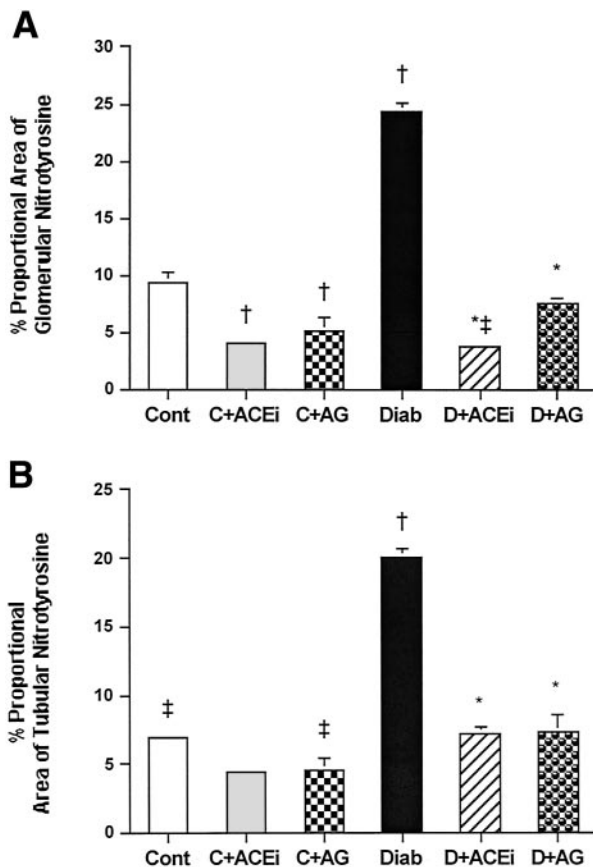 A
% Proportional Area of
Glomerular Nitrotyrosine
30
25
20
15
10
5
0
†
†
†
*‡
*
Cont C+ACEi C+AG Diab D+ACEi D+AG
B
% Proportional
Area of Tubular Nitrotyrosine
25
20
15
10
5
0
‡
‡
†
*
*
Cont C+ACEi C+AG Diab D+ACEi D+AG